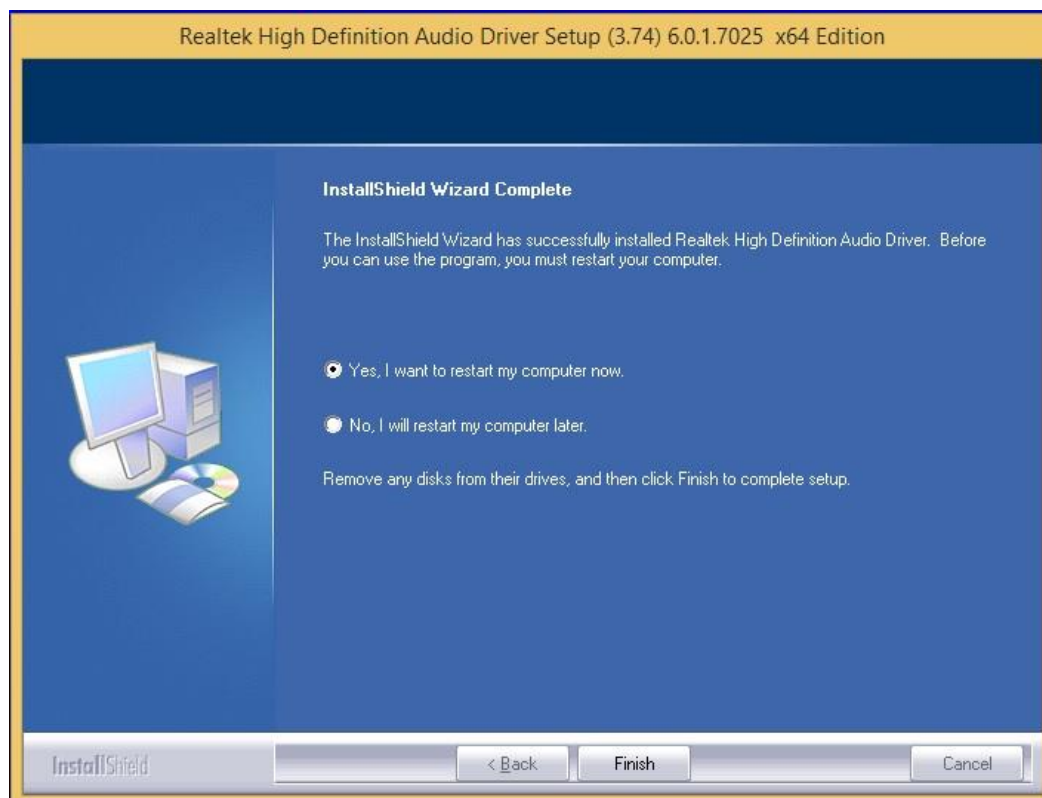 Realtek High Definition Audio Driver Setup (3.74) 6.0.1.7025 x64 Edition
InstallShield Wizard Complete
The InstallShield Wizard has successfully installed Realtek High Definition Audio Driver. Before
you can use the program, you must restart your computer.
Yes, I want to restart my computer now.
No, I will restart my computer later.
Remove any disks from their drives, and then click Finish to complete setup.
InstallShield
< Back
Finish
Cancel